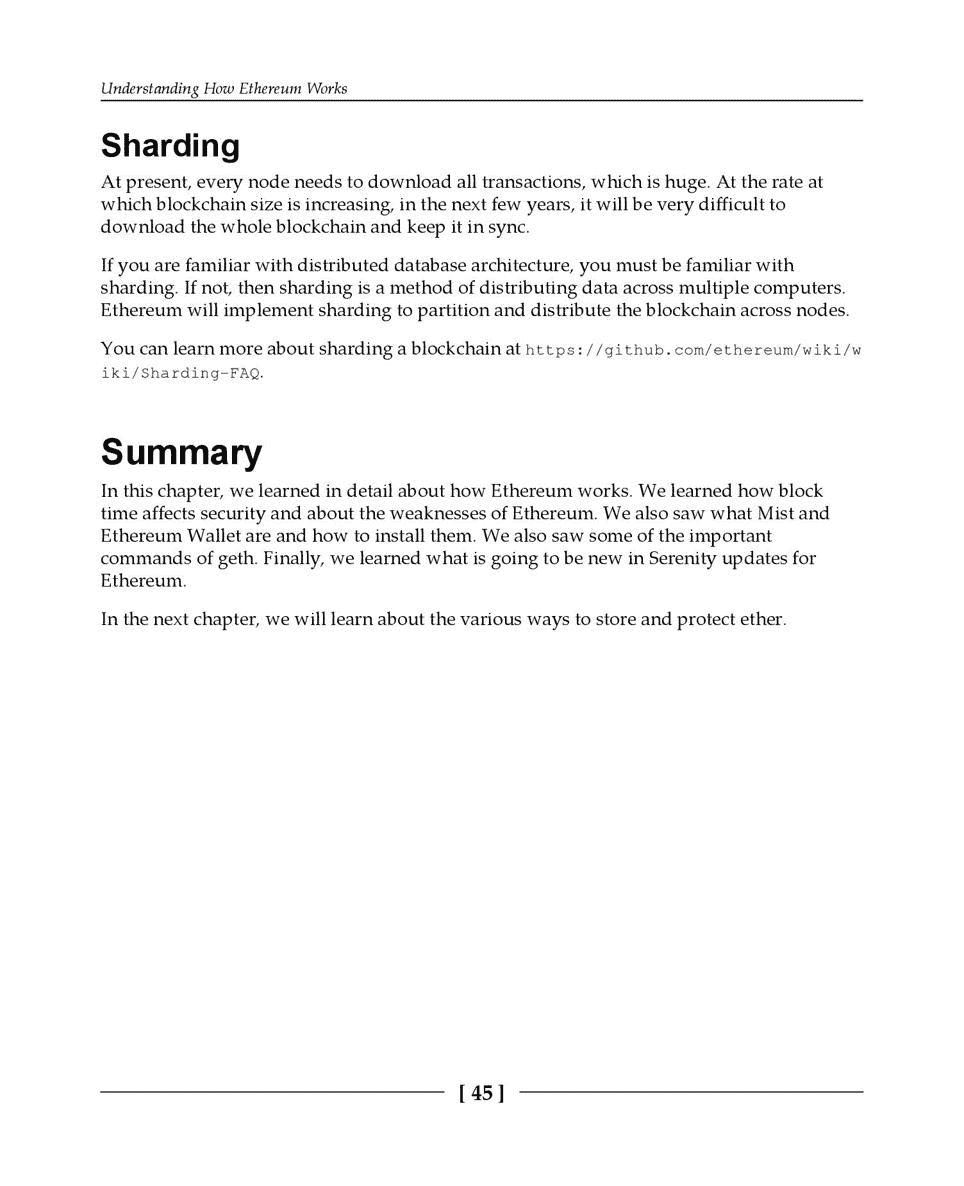 Understanding How Ethereum Works
Sharding
At present, every node needs to download all transactions, which is huge. At the rate at
which blockchain size is increasing, in the next few years, it will be very difficult to
download the whole blockchain and keep it in sync.
If you are familiar with distributed database architecture, you must be familiar with
sharding. If not, then sharding is a method of distributing data across multiple computers.
Ethereum will implement sharding to partition and distribute the blockchain across nodes.
You can learn more about sharding a blockchain at https://github.com/ethereum/wiki/w
iki/Sharding-FAQ.
Summary
In this chapter, we learned in detail about how Ethereum works. We learned how block
time affects security and about the weaknesses of Ethereum. We also saw what Mist and
Ethereum Wallet are and how to install them. We also saw some of the important
commands of geth. Finally, we learned what is going to be new in Serenity updates for
Ethereum.
In the next chapter, we will learn about the various ways to store and protect ether.
[ 45 ]